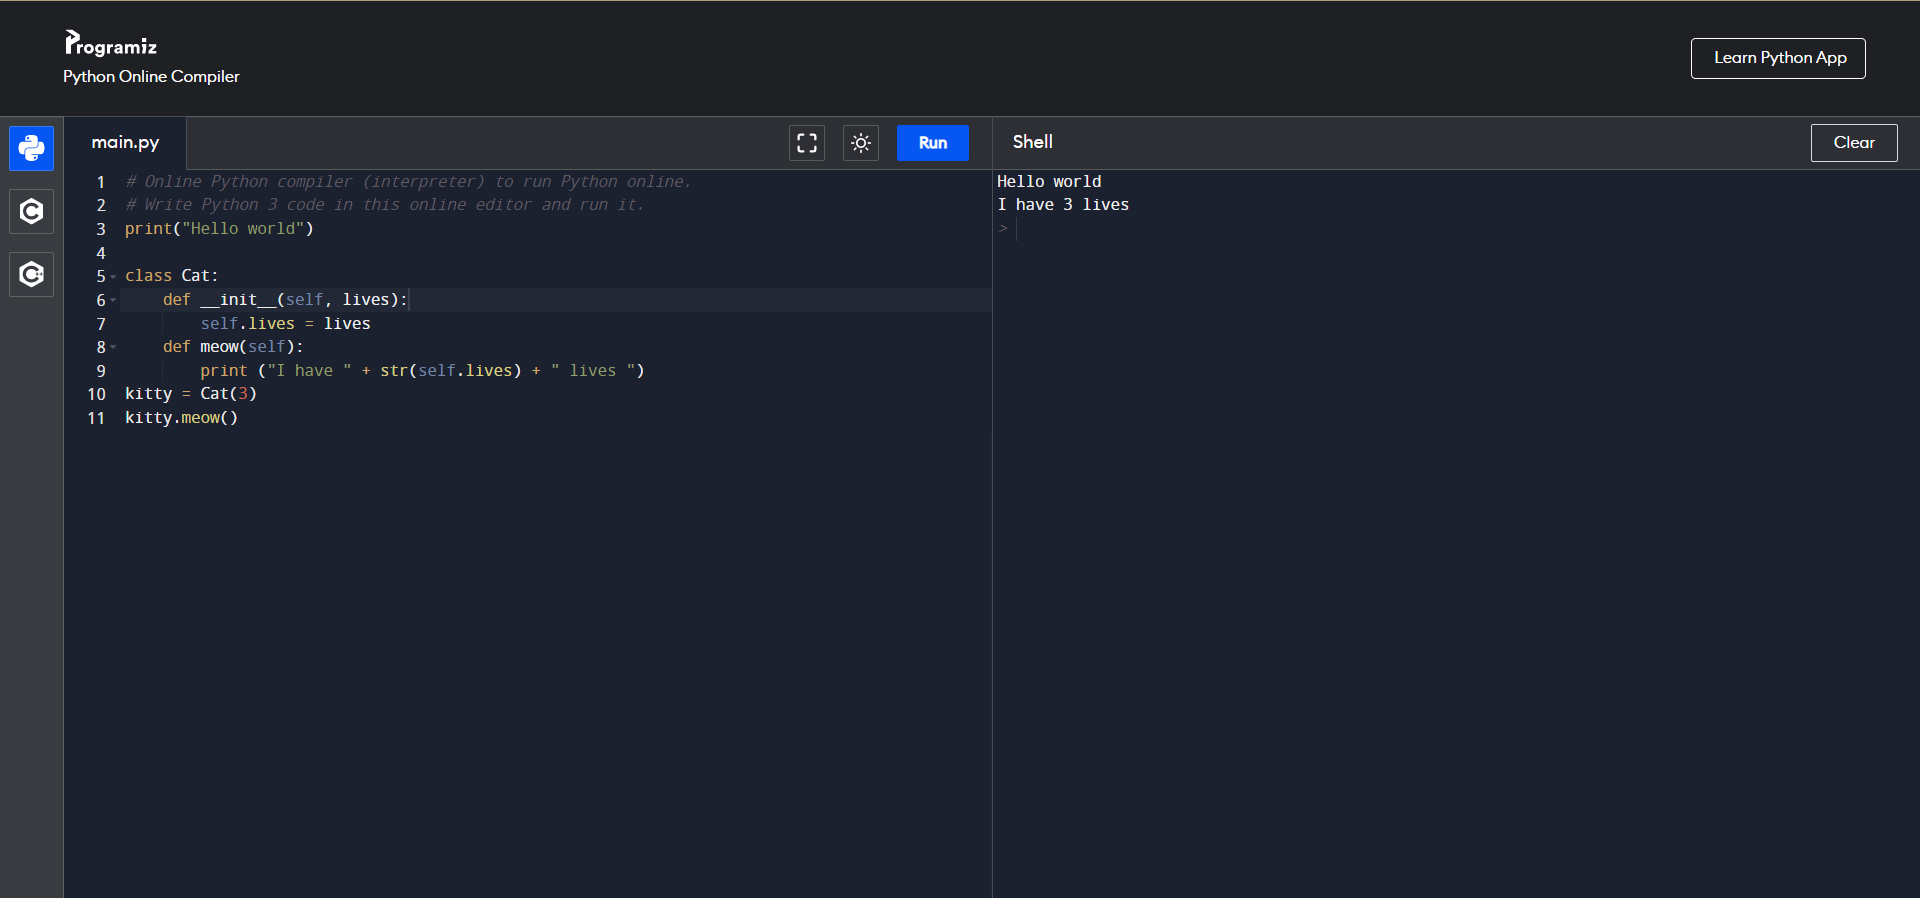 Programiz
Python Online Compiler
Learn Python App
main.py
Run
Shell
Clear
1 # Online Python compiler (interpreter) to run Python online.
2 # Write Python 3 code in this online editor and run it.
3 print("Hello world")
4
5 class Cat:
6     def __init__(self, lives):
7         self.lives = lives
8     def meow(self):
9         print ("I have " + str(self.lives) + " lives ")
10 kitty = Cat(3)
11 kitty.meow()
Hello world
I have 3 lives
>